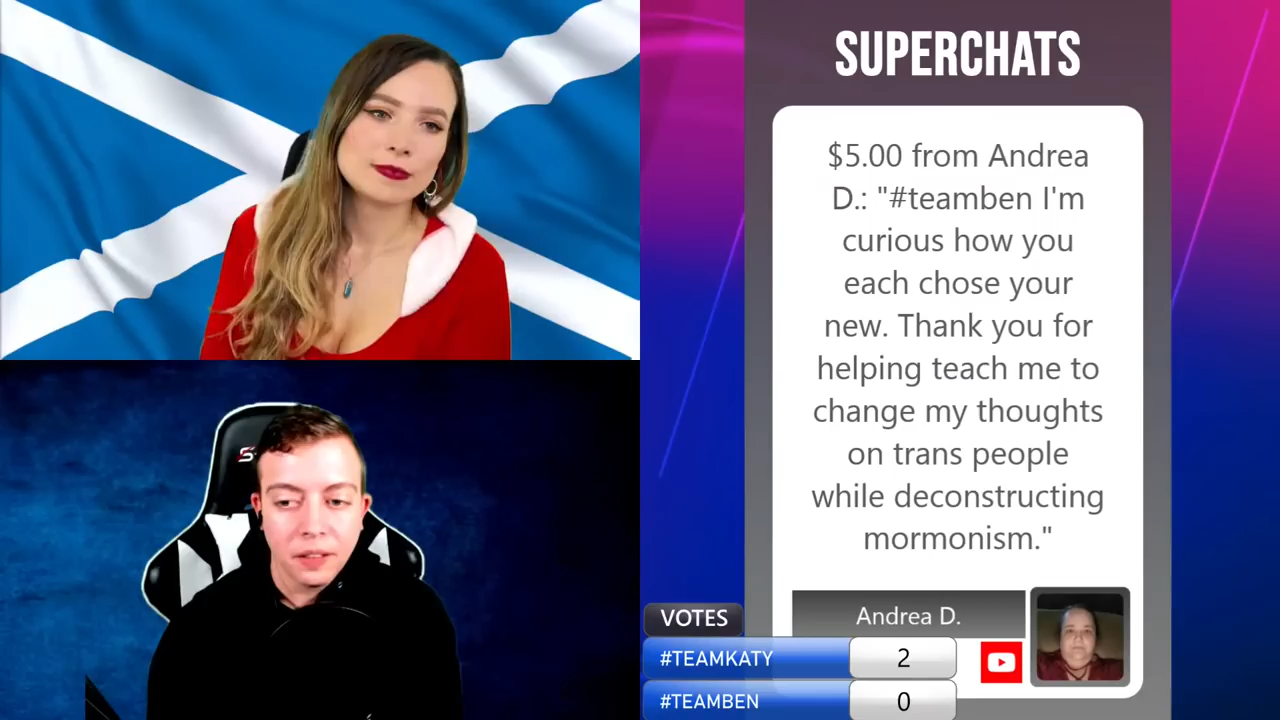 SUPERCHATS
$5.00 from Andrea
D.: "#teamben I'm
curious how you
each chose your
new. Thank you for
helping teach me to
change my thoughts
on trans people
while deconstructing
mormonism."
Andrea D.
VOTES
#TEAMKATY 2
#TEAMBEN 0